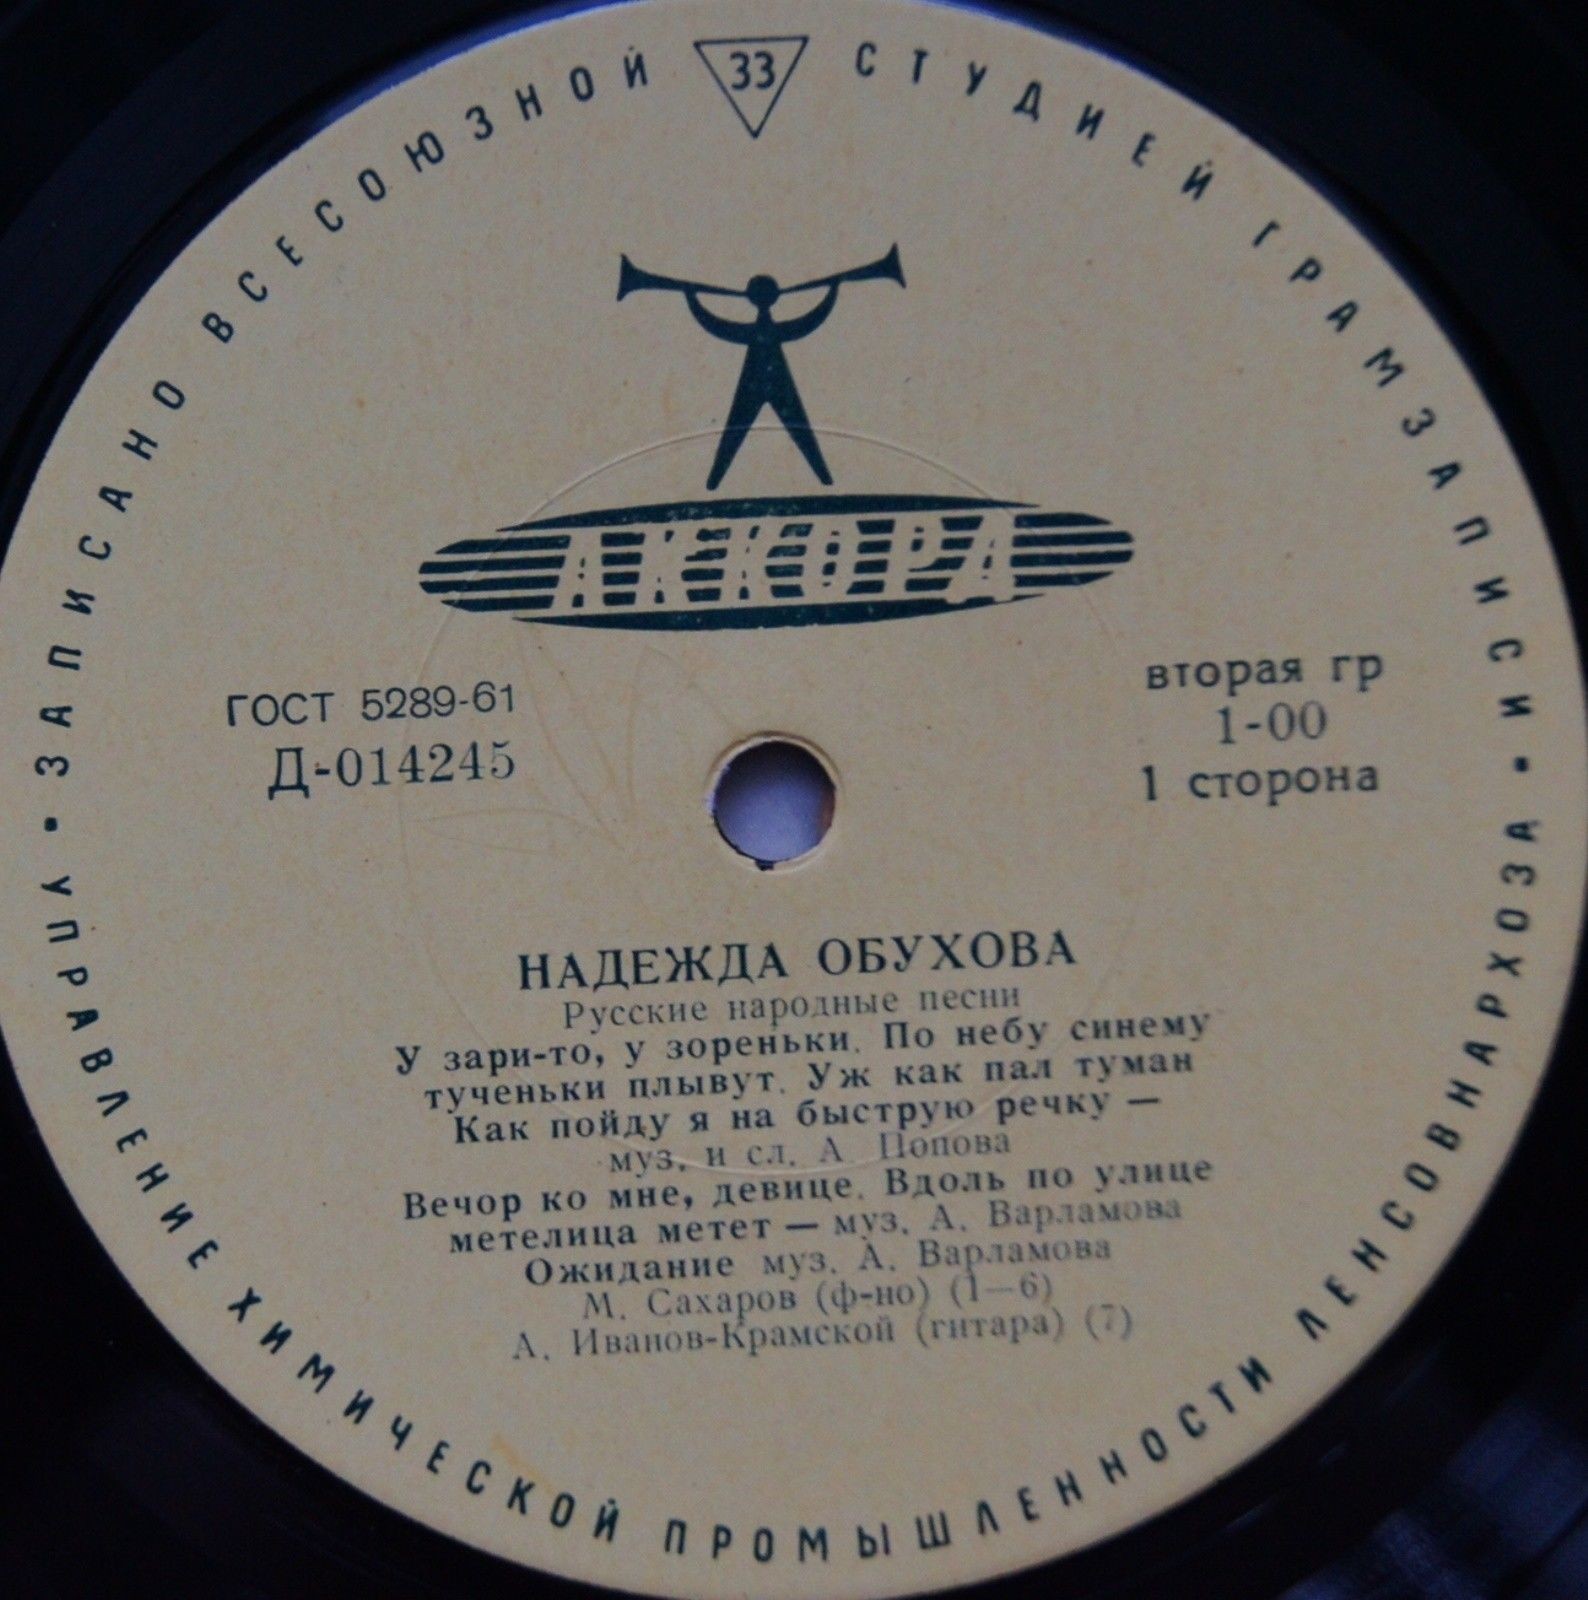 ЗАПИСАНО ВСЕСОЮЗНОЙ СТУДИЕЙ ГРАМЗАПИСИ
33
АККОРД
ГОСТ 5289-61
Д-014245
вторая гр
1-00
1 сторона
НАДЕЖДА ОБУХОВА
Русские народные песни
У зари-то, у зореньки. По небу синему
тученьки плывут. Уж как пал туман
Как пойду я на быструю речку —
муз. и сл. А Попова
Вечор ко мне, девице. Вдоль по улице
метелица метет — муз. А. Варламова
Ожидание муз. А. Варламова
М. Сахаров (ф-но) (1—6)
А. Иванов-Крамской (гитара) (7)
• УПРАВЛЕНИЕ ХИМИЧЕСКОЙ ПРОМЫШЛЕННОСТИ ЛЕНСОВНАРХОЗА •